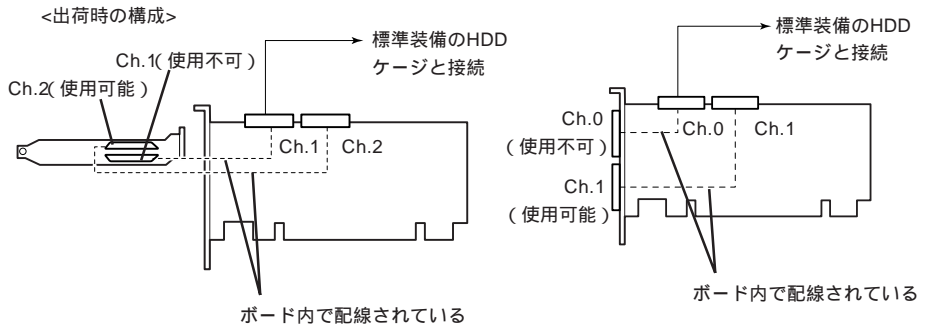 <出荷時の構成>
Ch.1(使用不可)
Ch.2(使用可能)
標準装備のHDD
ケージと接続
Ch.1
Ch.2
ボード内で配線されている
標準装備のHDD
ケージと接続
Ch.0
(使用不可)
Ch.0
Ch.1
Ch.1
(使用可能)
ボード内で配線されている